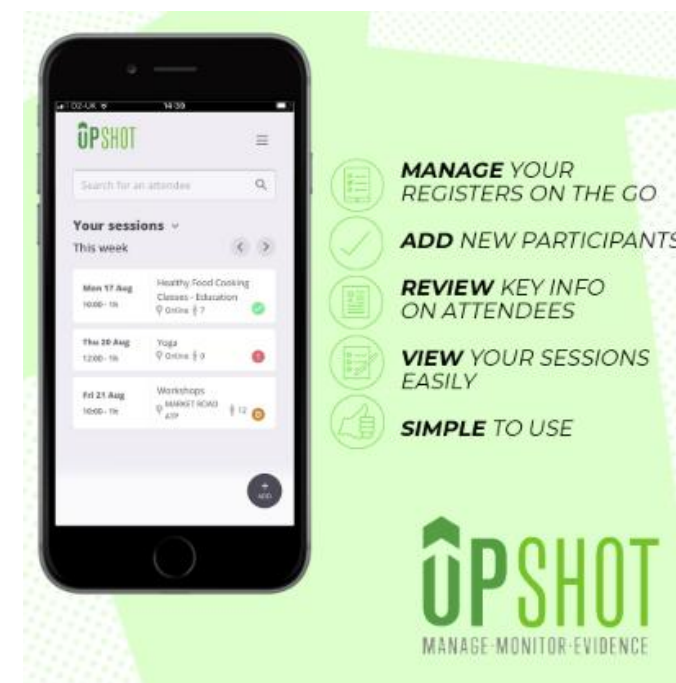 O2-UK
14:39
UPSHOT
Search for an attendee
Your sessions
This week
Mon 17 Aug
10:00 - 1h
Healthy Food Cooking
Classes - Education
Online 7
Thu 20 Aug
12:00 - 1h
Yoga
Online 0
Fri 21 Aug
10:00 - 1h
Workshops
MARKET ROAD
ATP
12
+
ADD
MANAGE YOUR
REGISTERS ON THE GO
ADD NEW PARTICIPANTS
REVIEW KEY INFO
ON ATTENDEES
VIEW YOUR SESSIONS
EASILY
SIMPLE TO USE
UPSHOT
MANAGE·MONITOR·EVIDENCE